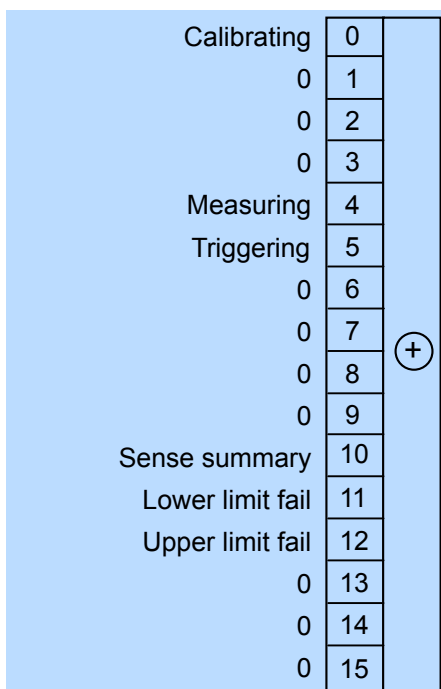 Calibrating 0
0 1
0 2
0 3
Measuring 4
Triggering 5
0 6
0 7
+
0 8
0 9
Sense summary 10
Lower limit fail 11
Upper limit fail 12
0 13
0 14
0 15